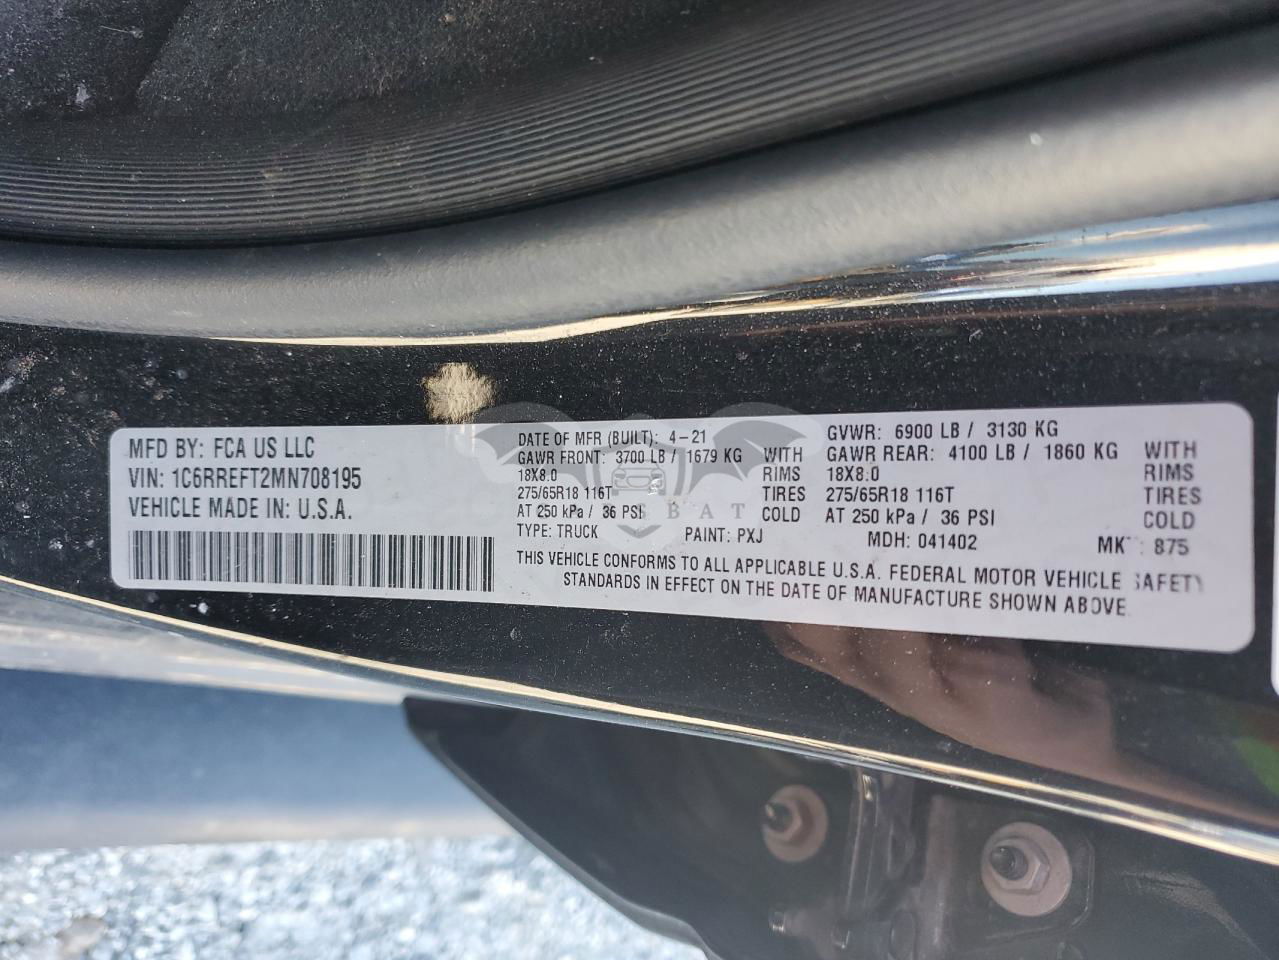 MFD BY: FCA US LLC
VIN: 1C6RREFT2MN708195
VEHICLE MADE IN: U.S.A.
DATE OF MFR (BUILT): 4-21 GVWR: 6900 LB / 3130 KG
GAWR FRONT: 3700 LB / 1679 KG WITH GAWR REAR: 4100 LB / 1860 KG WITH
18X8.0 RIMS 18X8.0 RIMS
275/65R18 116T TIRES 275/65R18 116T TIRES
AT 250 kPa / 36 PSI COLD AT 250 kPa / 36 PSI COLD
TYPE: TRUCK PAINT: PXJ MDH: 041402 MK : 875
THIS VEHICLE CONFORMS TO ALL APPLICABLE U.S.A. FEDERAL MOTOR VEHICLE SAFETY
STANDARDS IN EFFECT ON THE DATE OF MANUFACTURE SHOWN ABOVE.